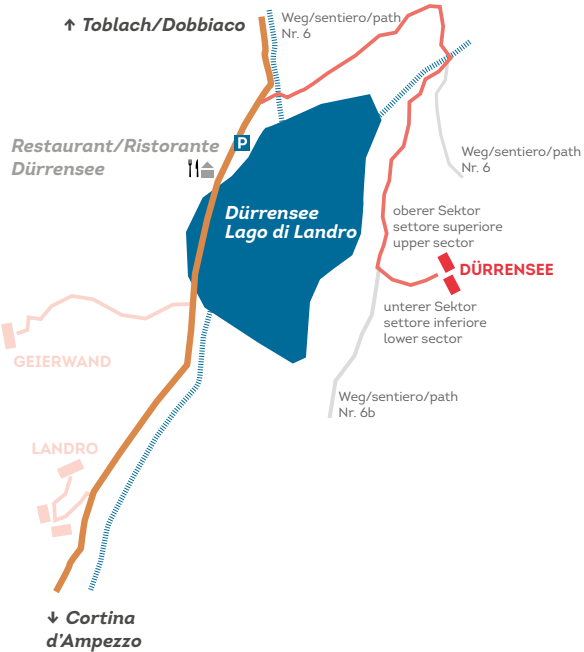 ↑ Toblach/Dobbiaco
Weg/sentiero/path
Nr. 6
P
Restaurant/Ristorante
Dürrensee
Weg/sentiero/path
Nr. 6
Dürrensee
Lago di Landro
oberer Sektor
settore superiore
upper sector
DÜRRENSEE
unterer Sektor
settore inferiore
lower sector
GEIERWAND
Weg/sentiero/path
Nr. 6b
LANDRO
↓ Cortina
d'Ampezzo